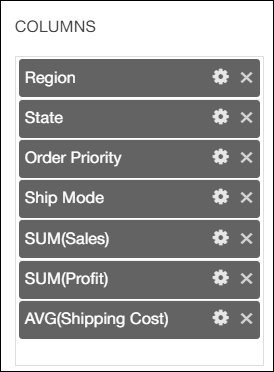 COLUMNS
Region
State
Order Priority
Ship Mode
SUM(Sales)
SUM(Profit)
AVG(Shipping Cost)